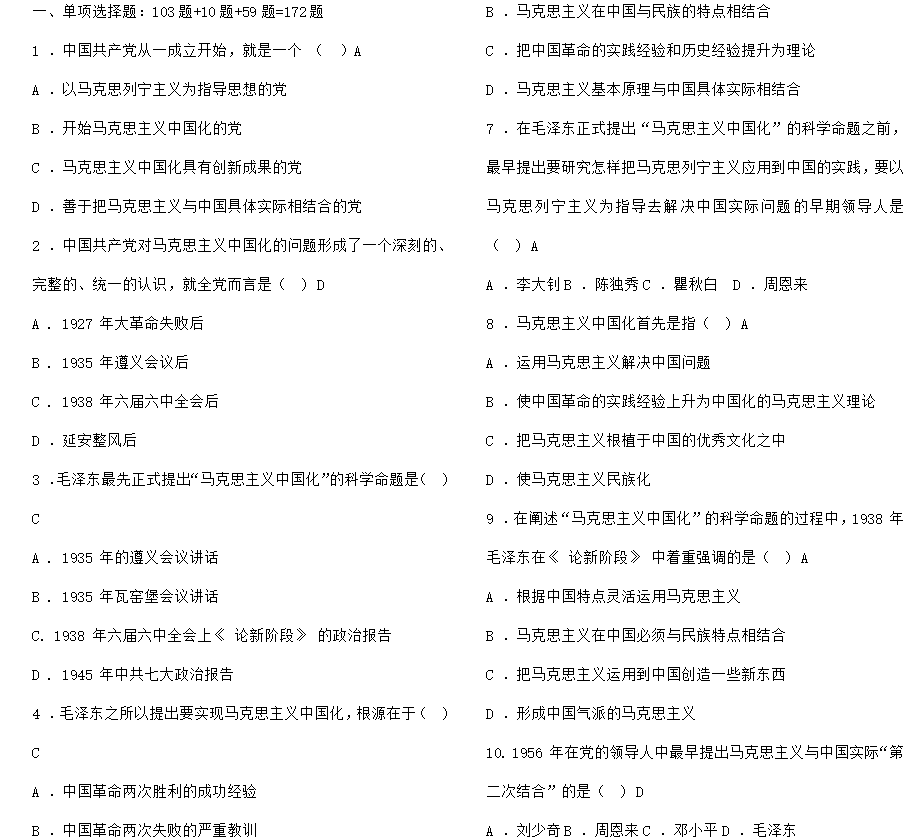 一、单项选择题：103题+10题+59题=172题
1 ．中国共产党从一成立开始，就是一个 （ ）A
A ．以马克思列宁主义为指导思想的党
B ．开始马克思主义中国化的党
C ．马克思主义中国化具有创新成果的党
D ．善于把马克思主义与中国具体实际相结合的党
2 ．中国共产党对马克思主义中国化的问题形成了一个深刻的、
完整的、统一的认识，就全党而言是（ ）D
A ．1927 年大革命失败后
B ．1935 年遵义会议后
C ．1938 年六届六中全会后
D ．延安整风后
3 ．毛泽东最先正式提出“马克思主义中国化”的科学命题是（ ）
C
A ．1935 年的遵义会议讲话
B ．1935 年瓦窑堡会议讲话
C．1938 年六届六中全会上《 论新阶段》 的政治报告
D ．1945 年中共七大政治报告
4 ．毛泽东之所以提出要实现马克思主义中国化，根源在于（ ）
C
A ．中国革命两次胜利的成功经验
B ．中国革命两次失败的严重教训
B ．马克思主义在中国与民族的特点相结合
C ．把中国革命的实践经验和历史经验提升为理论
D ．马克思主义基本原理与中国具体实际相结合
7 ．在毛泽东正式提出“马克思主义中国化”的科学命题之前，
最早提出要研究怎样把马克思列宁主义应用到中国的实践，要以
马克思列宁主义为指导去解决中国实际问题的早期领导人是
（ ）A
A ．李大钊B ．陈独秀C ．瞿秋白 D ．周恩来
8 ．马克思主义中国化首先是指（ ）A
A ．运用马克思主义解决中国问题
B ．使中国革命的实践经验上升为中国化的马克思主义理论
C ．把马克思主义根植于中国的优秀文化之中
D ．使马克思主义民族化
9 ．在阐述“马克思主义中国化”的科学命题的过程中，1938 年
毛泽东在《 论新阶段》 中着重强调的是（ ）A
A ．根据中国特点灵活运用马克思主义
B ．马克思主义在中国必须与民族特点相结合
C ．把马克思主义运用到中国创造一些新东西
D ．形成中国气派的马克思主义
10．1956 年在党的领导人中最早提出马克思主义与中国实际“第
二次结合”的是（ ）D
A ．刘少奇B ．周恩来C ．邓小平D ．毛泽东